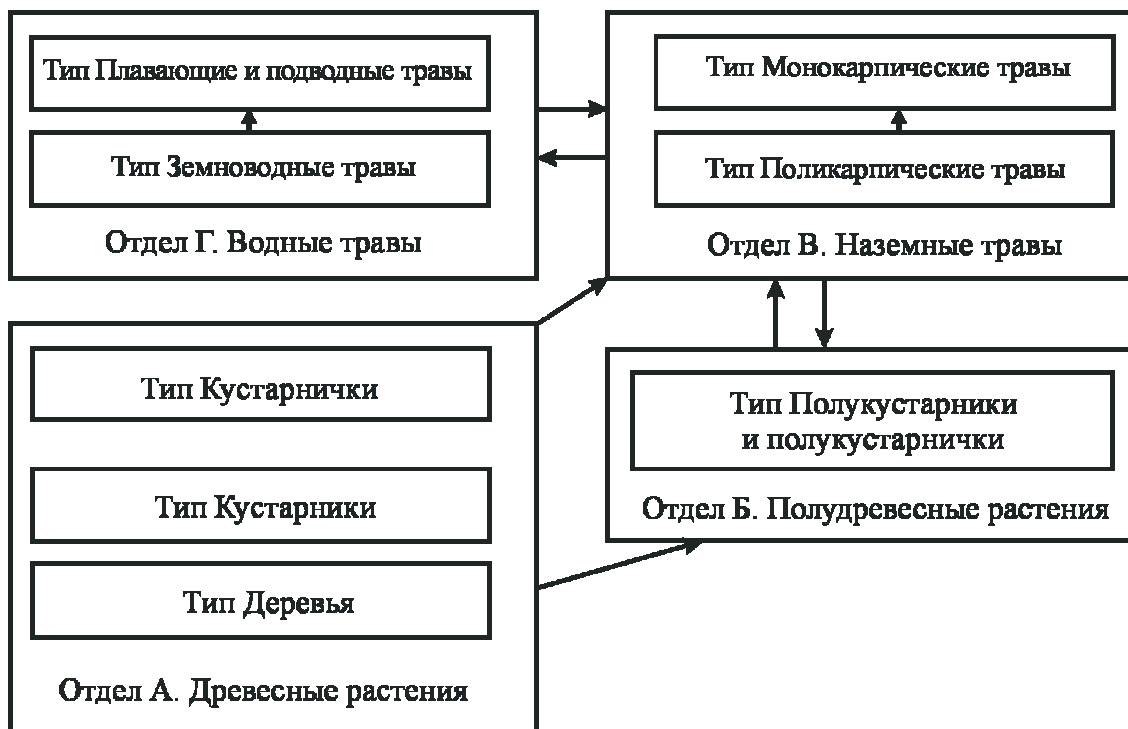 Тип Плавающие и подводные травы
Тип Земноводные травы
Отдел Г. Водные травы
Тип Монокарпические травы
Тип Поликарпические травы
Отдел В. Наземные травы
Тип Кустарнички
Тип Кустарники
Тип Деревья
Отдел А. Древесные растения
Тип Полукустарники
и полукустарнички
Отдел Б. Полудревесные растения